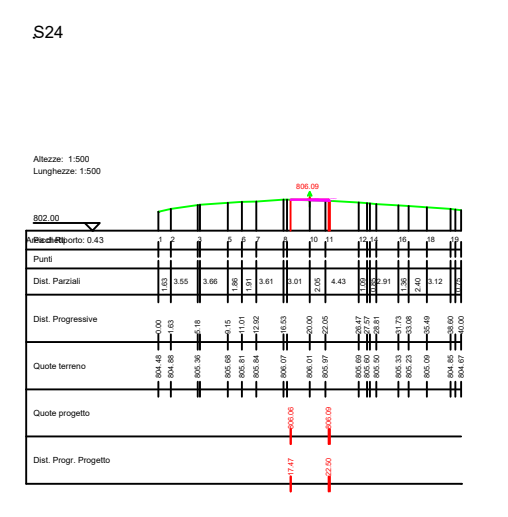 S24
Altezze: 1:500
Lunghezze: 1:500
806.09
802.00
Picchetti 1 2 3 5 6 7 8 10 11 12 14 16 18 19
Area di Riporto: 0.43
Punti
Dist. Parziali 1.63 3.55 3.66 1.86 1.91 3.61 3.01 2.05 4.43 1.09 2.91 1.36 2.40 3.12
Dist. Progressive 0.00 1.63 5.18 9.15 11.01 12.92 16.53 20.00 22.05 26.47 27.57 28.81 31.73 33.08 35.49 38.60 40.00
Quote terreno 804.48 804.88 805.36 805.68 805.81 805.84 806.07 806.01 805.97 805.69 805.60 805.50 805.33 805.23 805.09 804.85 804.67
Quote progetto 806.06 806.09
Dist. Progr. Progetto 17.47 22.50